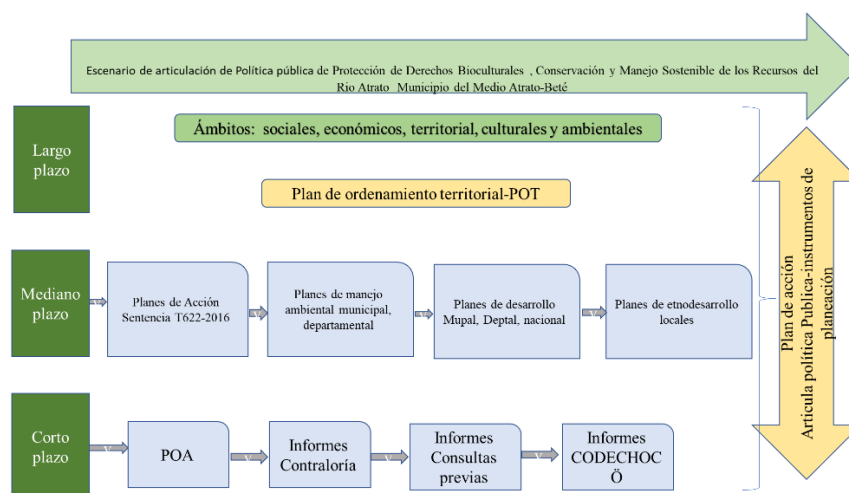 Escenario de articulación de Política pública de Protección de Derechos Bioculturales , Conservación y Manejo Sostenible de los Recursos del
Rio Atrato Municipio del Medio Atrato-Beté
Ámbitos: sociales, económicos, territorial, culturales y ambientales
Largo
plazo
Plan de ordenamiento territorial-POT
Mediano
plazo
Planes de Acción
Sentencia T622-2016
v
Planes de manejo
ambiental municipal,
departamental
v
Planes de desarrollo
Mupal, Deptal, nacional
v
Planes de etnodesarrollo
locales
Corto
plazo
v
POA
v
Informes
Contraloría
v
Informes
Consultas
previas
v
Informes
CODECHOC
Ö
Plan de acción
Articula política Publica-instrumentos de
planeación